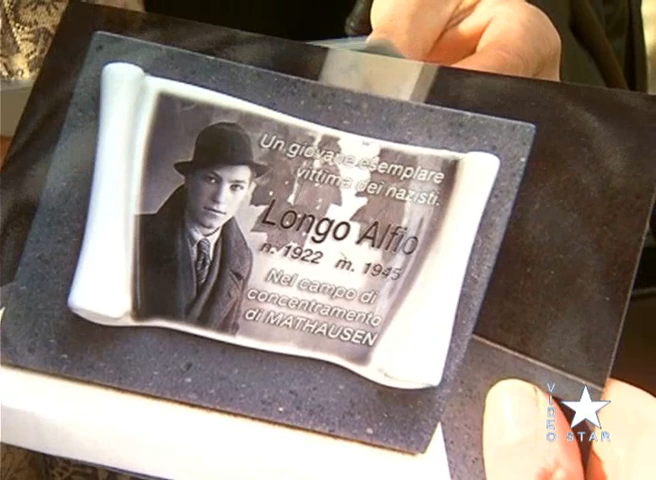 Un giovane esemplare
vittima dei nazisti.
Longo Alfio
n. 1922 m. 1945
Nel campo di
concentramento
di MATHAUSEN
VIDEO STAR